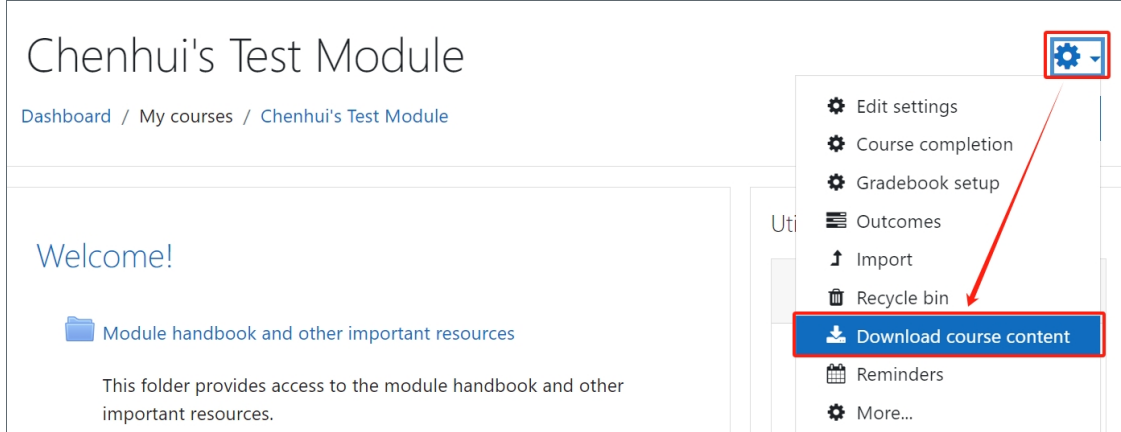 Chenhui's Test Module
Dashboard / My courses / Chenhui's Test Module
Edit settings
Course completion
Gradebook setup
Outcomes
Import
Recycle bin
Download course content
Reminders
More...
Welcome!
Module handbook and other important resources
This folder provides access to the module handbook and other
important resources.